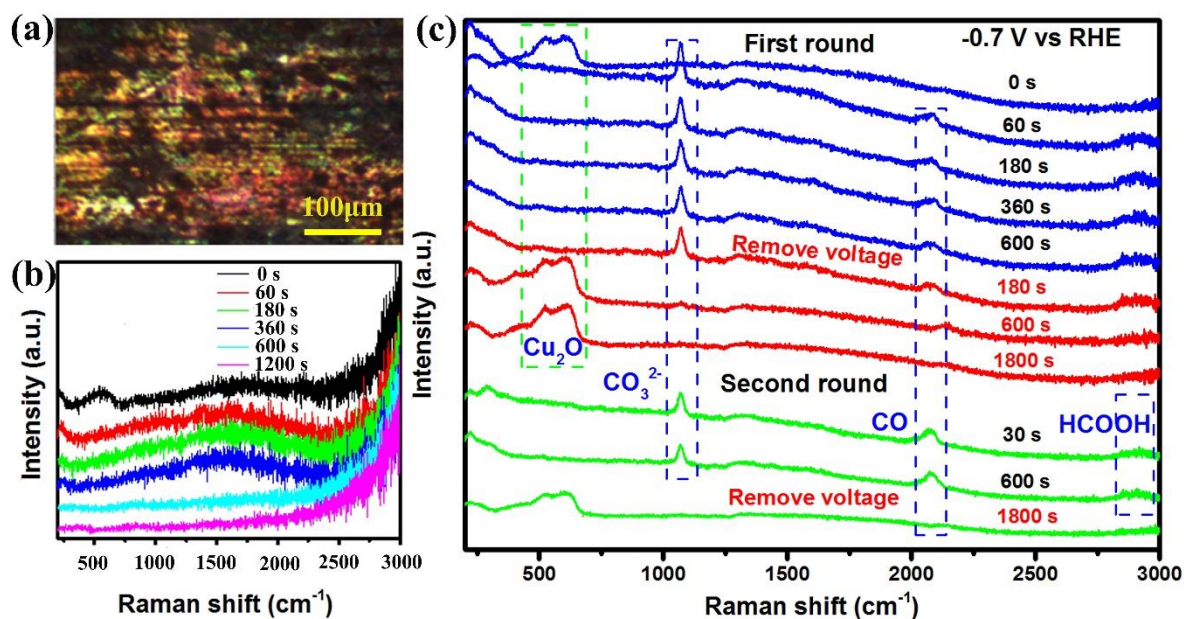 (a)
100μm
(b)
Intensity (a.u.)
0 s
60 s
180 s
360 s
600 s
1200 s
500 1000 1500 2000 2500 3000
Raman shift (cm⁻¹)
(c)
Intensity (a.u.)
First round
-0.7 V vs RHE
0 s
60 s
180 s
360 s
600 s
Remove voltage
180 s
600 s
1800 s
Cu₂O
CO₃²⁻
Second round
CO
HCOOH
30 s
600 s
Remove voltage
1800 s
500 1000 1500 2000 2500 3000
Raman shift (cm⁻¹)